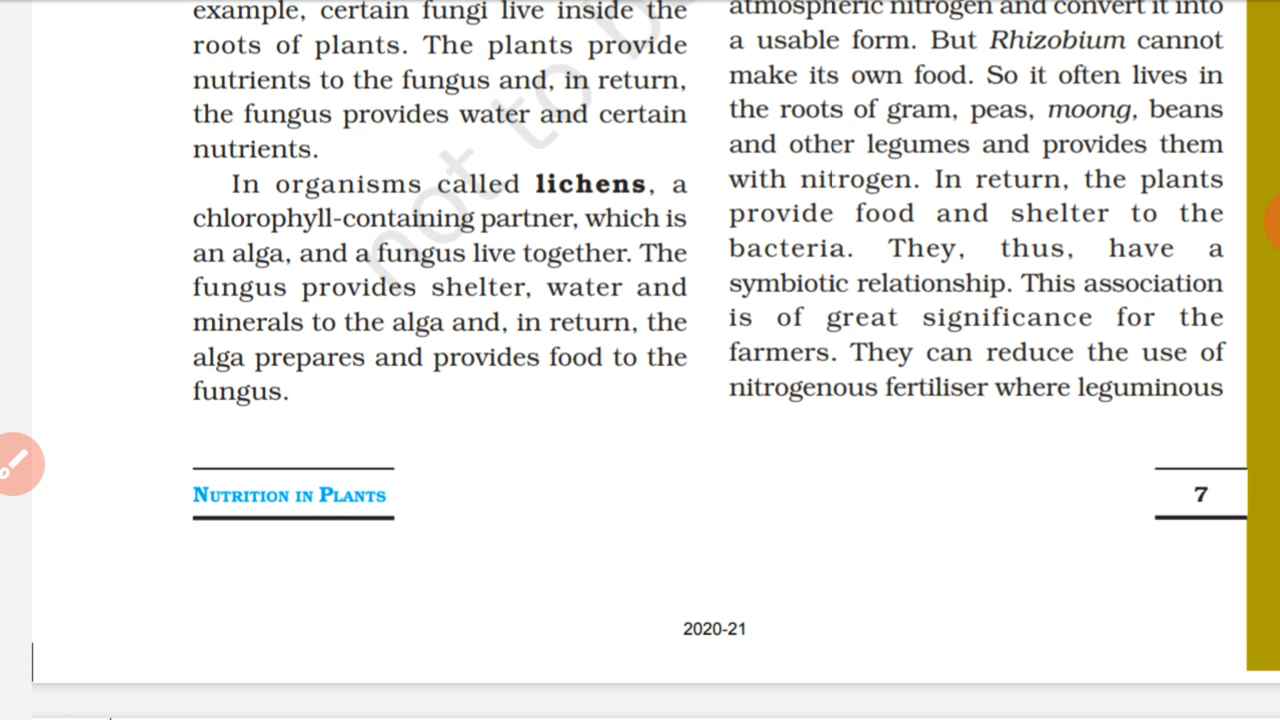 example, certain fungi live inside the
roots of plants. The plants provide
nutrients to the fungus and, in return,
the fungus provides water and certain
nutrients.
In organisms called lichens, a
chlorophyll-containing partner, which is
an alga, and a fungus live together. The
fungus provides shelter, water and
minerals to the alga and, in return, the
alga prepares and provides food to the
fungus.
atmospheric nitrogen and convert it into
a usable form. But Rhizobium cannot
make its own food. So it often lives in
the roots of gram, peas, moong, beans
and other legumes and provides them
with nitrogen. In return, the plants
provide food and shelter to the
bacteria. They, thus, have a
symbiotic relationship. This association
is of great significance for the
farmers. They can reduce the use of
nitrogenous fertiliser where leguminous
not to b
NUTRITION IN PLANTS
7
2020-21